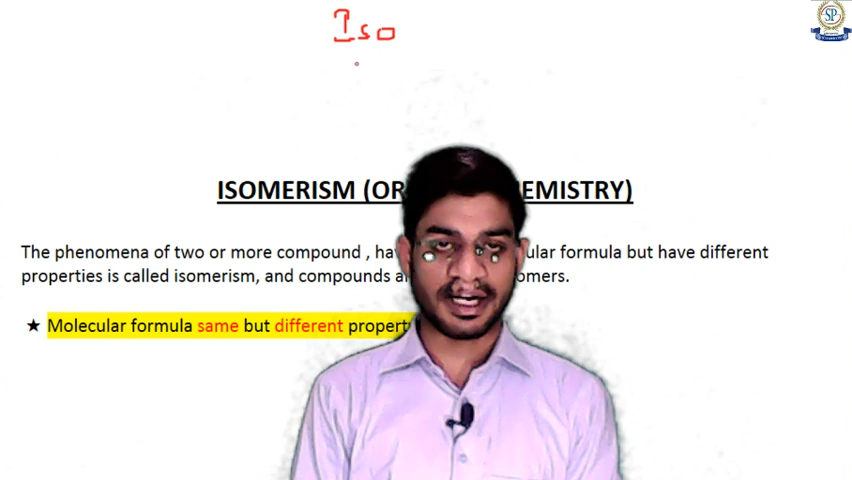 Iso
SP
ISOMERISM (OR EMISTRY)
The phenomena of two or more compound , ha ular formula but have different
properties is called isomerism, and compounds a omers.
★ Molecular formula same but different propert